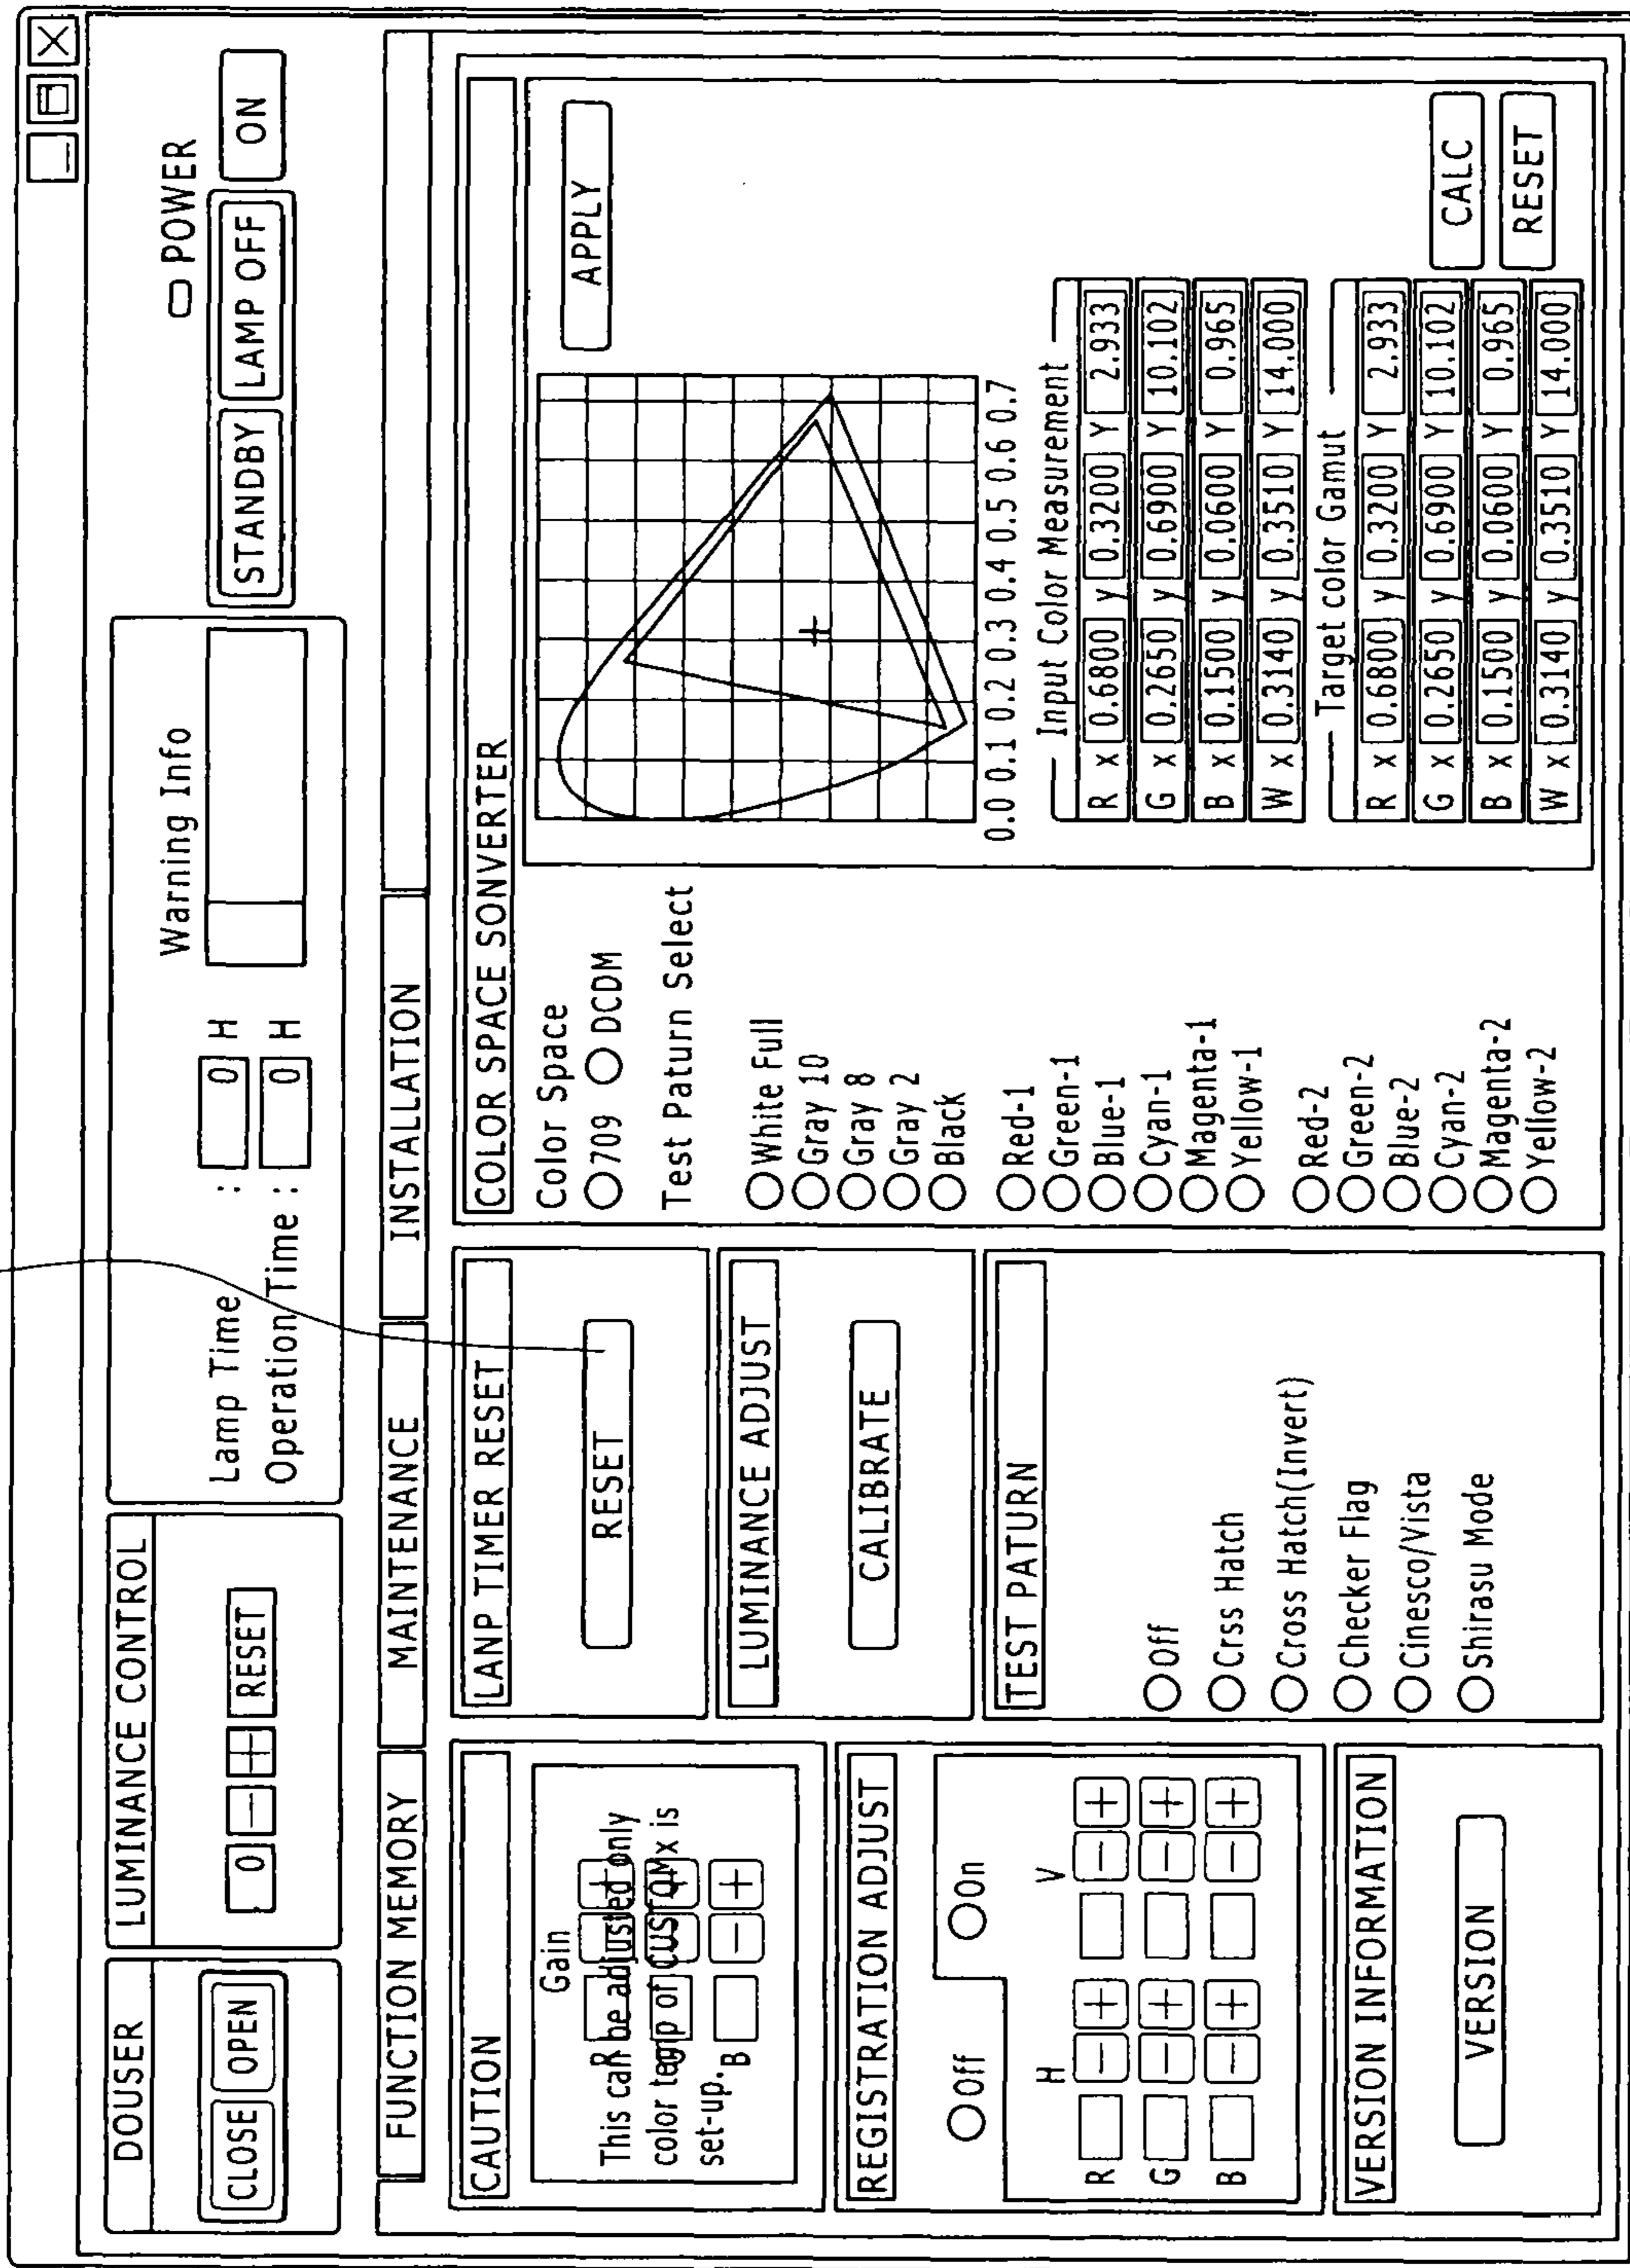 DOUSER
CLOSE OPEN
LUMINANCE CONTROL
0 − + RESET
Lamp Time : 0 H
Operation Time : 0 H
Warning Info
POWER
STANDBY LAMP OFF ON
FUNCTION MEMORY
MAINTENANCE
INSTALLATION
CAUTION
Gain
R − +
This can be adjusted only
color temp of CUSTOMx is
set-up.
B − +
REGISTRATION ADJUST
Off On
H V
R − + − +
G − + − +
B − + − +
VERSION INFORMATION
VERSION
LANP TIMER RESET
RESET
LUMINANCE ADJUST
CALIBRATE
TEST PATURN
Off
Crss Hatch
Cross Hatch(Invert)
Checker Flag
Cinesco/Vista
Shirasu Mode
COLOR SPACE SONVERTER
Color Space
709 DCDM
Test Paturn Select
White Full
Gray 10
Gray 8
Gray 2
Black
Red-1
Green-1
Blue-1
Cyan-1
Magenta-1
Yellow-1
Red-2
Green-2
Blue-2
Cyan-2
Magenta-2
Yellow-2
0.0 0.1 0.2 0.3 0.4 0.5 0.6 0.7
APPLY
Input Color Measurement
R x 0.6800 y 0.3200 Y 2.933
G x 0.2650 y 0.6900 Y 10.102
B x 0.1500 y 0.0600 Y 0.965
W x 0.3140 y 0.3510 Y 14.000
Target color Gamut
R x 0.6800 y 0.3200 Y 2.933
G x 0.2650 y 0.6900 Y 10.102
B x 0.1500 y 0.0600 Y 0.965
W x 0.3140 y 0.3510 Y 14.000
CALC
RESET